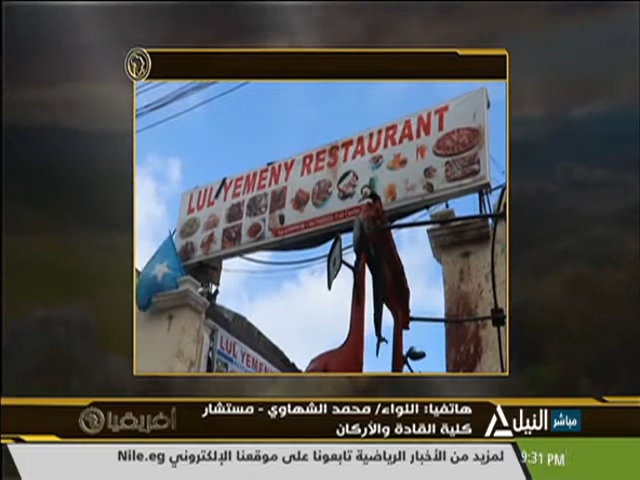 LUL YEMENY RESTAURANT
LUL YEMENY
أفريقيا
هاتفيا: اللواء/ محمد الشهاوي - مستشار
كلية القادة والأركان
النيل
مباشر
لمزيد من الأخبار الرياضية تابعونا على موقعنا الإلكتروني Nile.eg
9:31 PM